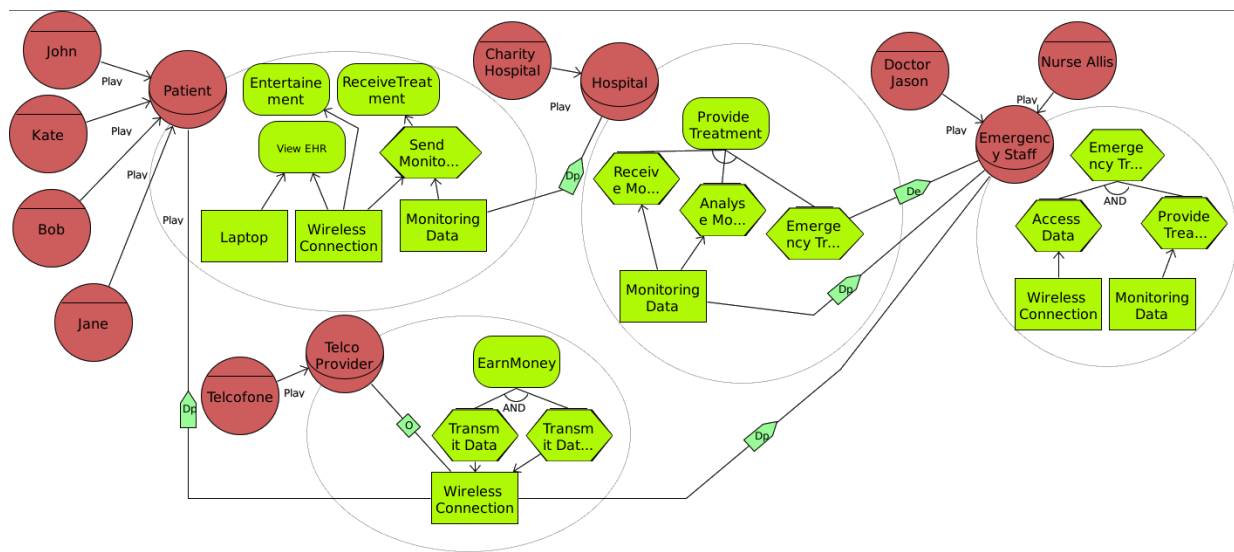 John
Kate
Bob
Jane
Play
Play
Play
Play
Patient
Entertaine
ment
ReceiveTreat
ment
View EHR
Send
Monito...
Laptop
Wireless
Connection
Monitoring
Data
Dp
Charity
Hospital
Play
Hospital
Provide
Treatment
Receiv
e Mo...
Analys
e Mo...
Emerge
ncy Tr...
Monitoring
Data
De
Dp
Doctor
Jason
Nurse Allis
Play
Play
Emergenc
y Staff
Emerge
ncy Tr...
AND
Access
Data
Provide
Trea...
Wireless
Connection
Monitoring
Data
Telcofone
Play
Telco
Provider
EarnMoney
AND
Transm
it Data
Transm
it Dat...
O
Dp
Wireless
Connection
Dp